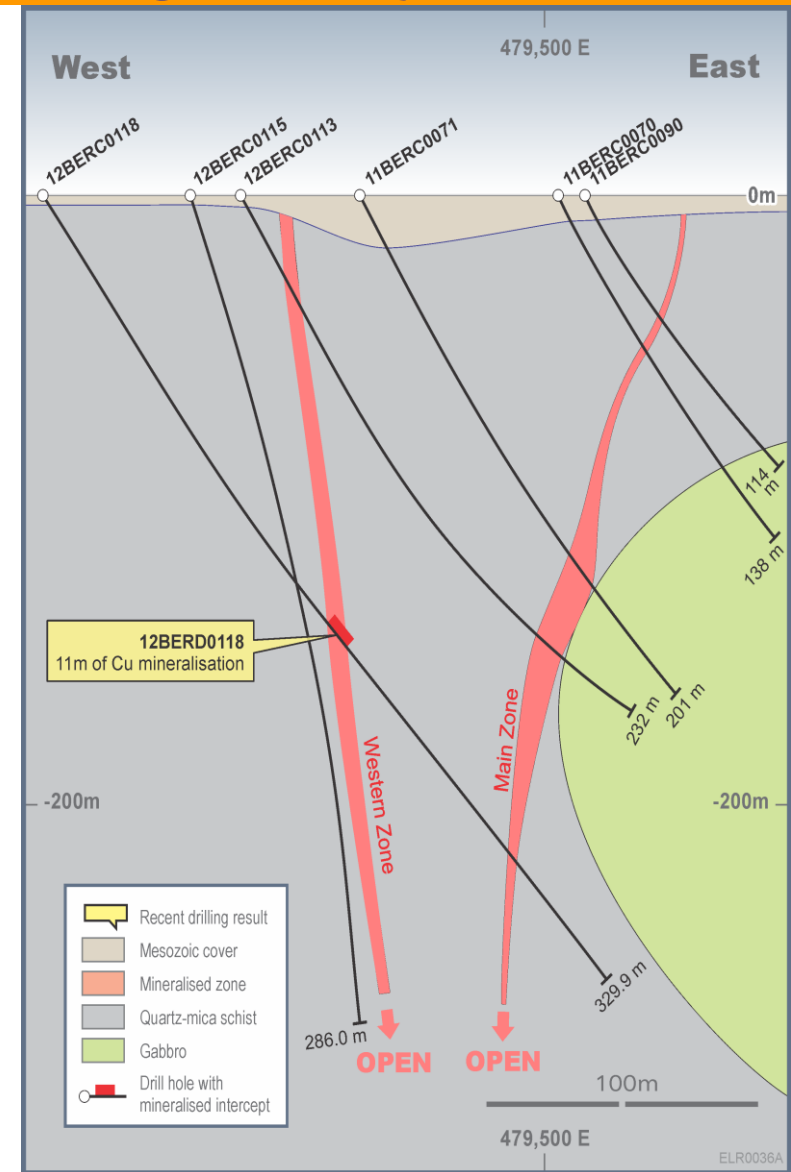 479,500 E
West
East
12BERC0118
12BERC0115
12BERC0113
11BERC0071
11BERC0070
11BERC0090
0m
114
m
138 m
12BERD0118
11m of Cu mineralisation
201 m
232 m
Main Zone
Western Zone
-200m
-200m
Recent drilling result
Mesozoic cover
Mineralised zone
Quartz-mica schist
Gabbro
Drill hole with
mineralised intercept
329.9 m
286.0 m
OPEN
OPEN
100m
479,500 E
ELR0036A